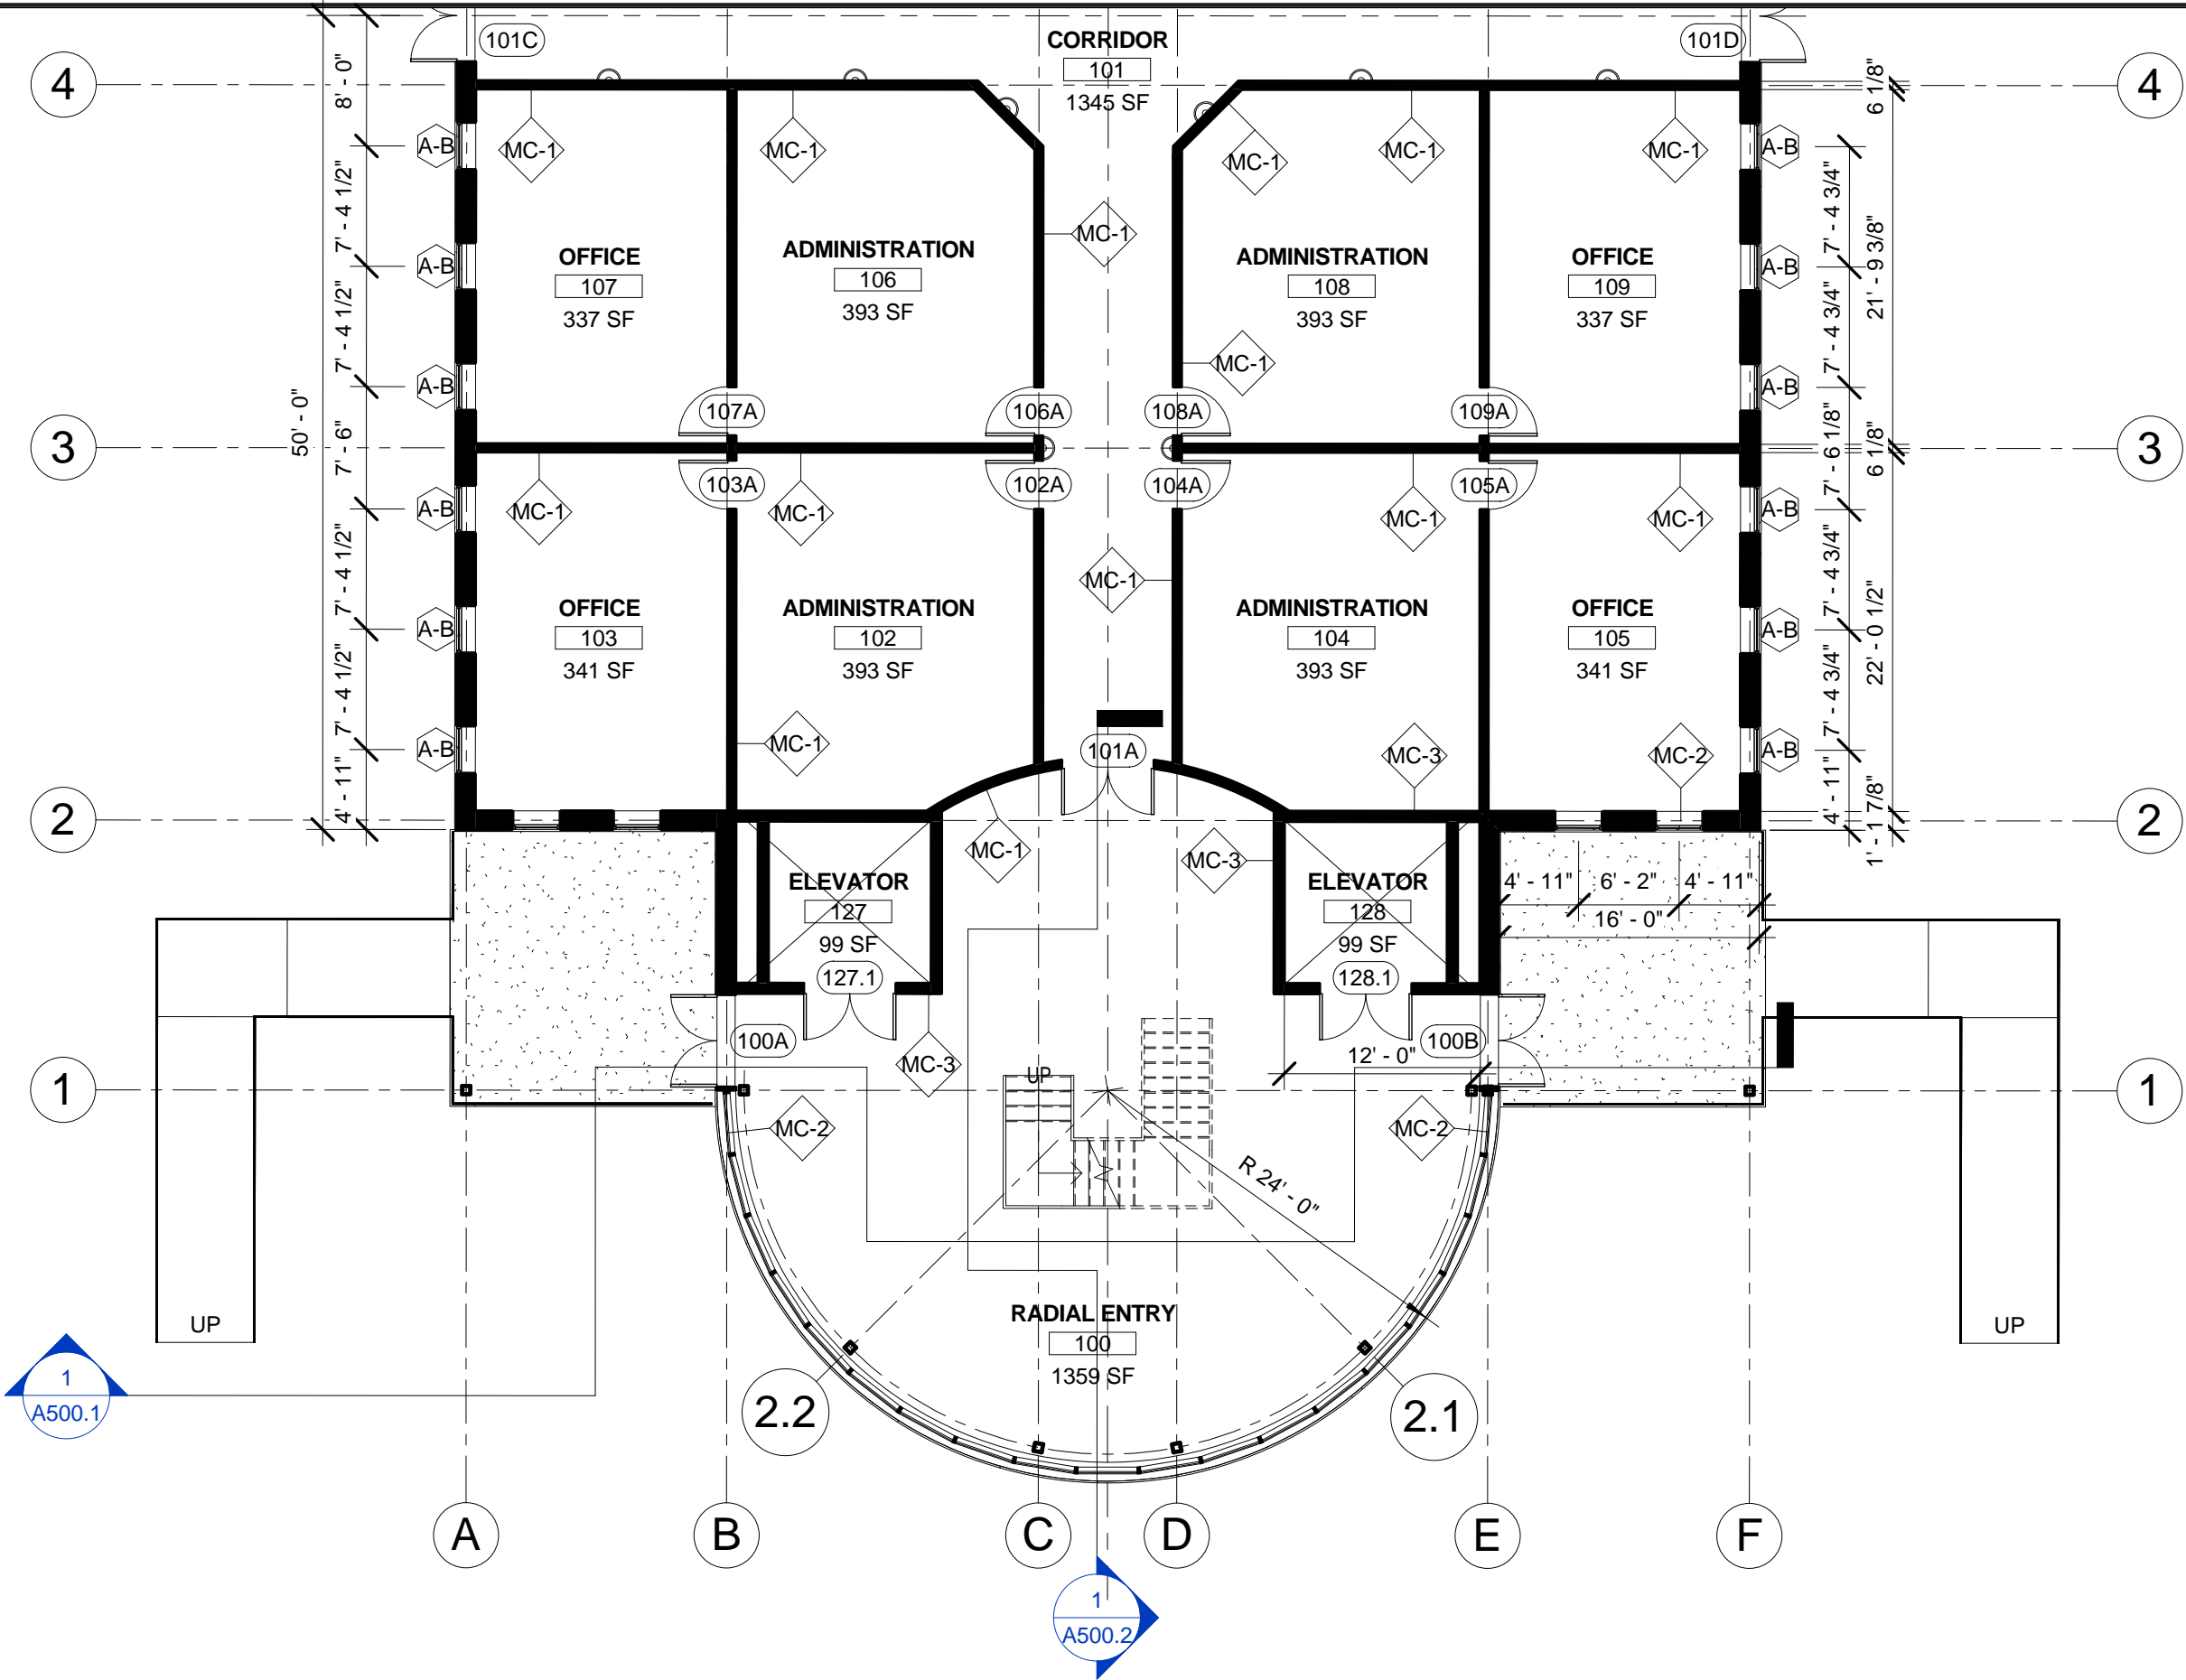 101C
CORRIDOR
101
1345 SF
101D
4
4
8' - 0"
6 1/8"
A-B
MC-1
MC-1
MC-1
MC-1
MC-1
A-B
7' - 4 1/2"
7' - 4 3/4"
MC-1
OFFICE
107
337 SF
ADMINISTRATION
106
393 SF
ADMINISTRATION
108
393 SF
OFFICE
109
337 SF
A-B
A-B
21' - 9 3/8"
7' - 4 1/2"
7' - 4 3/4"
MC-1
A-B
A-B
50' - 0"
107A
106A
108A
109A
3
3
7' - 6"
7' - 6 1/8"
6 1/8"
103A
102A
104A
105A
A-B
MC-1
MC-1
MC-1
MC-1
A-B
7' - 4 1/2"
7' - 4 3/4"
MC-1
OFFICE
103
341 SF
ADMINISTRATION
102
393 SF
ADMINISTRATION
104
393 SF
OFFICE
105
341 SF
A-B
A-B
22' - 0 1/2"
7' - 4 1/2"
7' - 4 3/4"
A-B
MC-1
101A
MC-3
MC-2
A-B
4' - 11"
4' - 11"
2
2
1' - 1 7/8"
MC-1
MC-3
ELEVATOR
127
99 SF
127.1
ELEVATOR
128
99 SF
128.1
4' - 11"
6' - 2"
4' - 11"
16' - 0"
100A
100B
12' - 0"
MC-3
UP
1
1
MC-2
MC-2
R 24' - 0"
RADIAL ENTRY
100
1359 SF
UP
UP
1
A500.1
2.2
2.1
A
B
C
D
E
F
1
A500.2